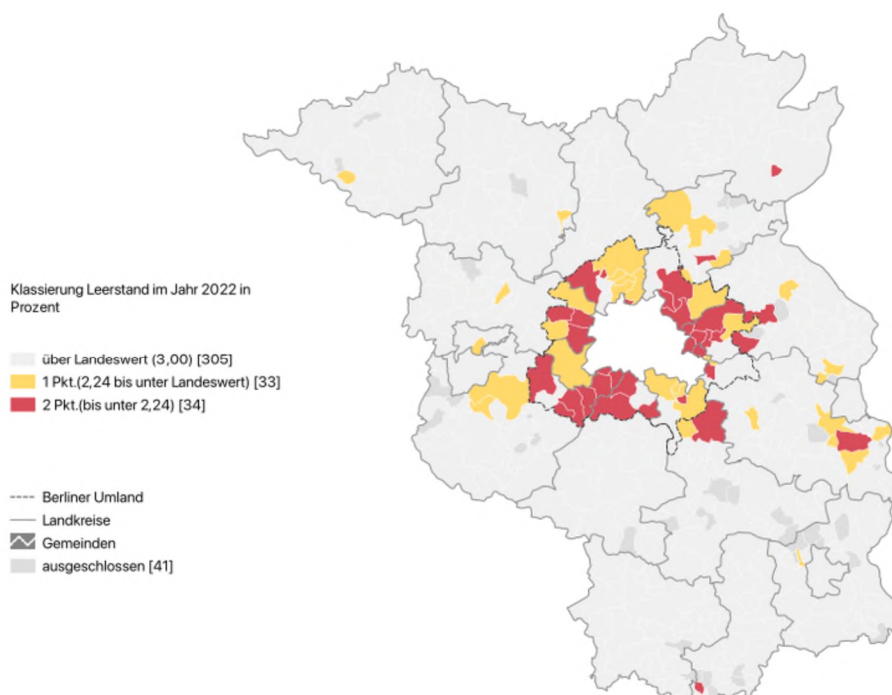 Klassierung Leerstand im Jahr 2022 in
Prozent
über Landeswert (3,00) [305]
1 Pkt.(2,24 bis unter Landeswert) [33]
2 Pkt.(bis unter 2,24) [34]
Berliner Umland
Landkreise
Gemeinden
ausgeschlossen [41]